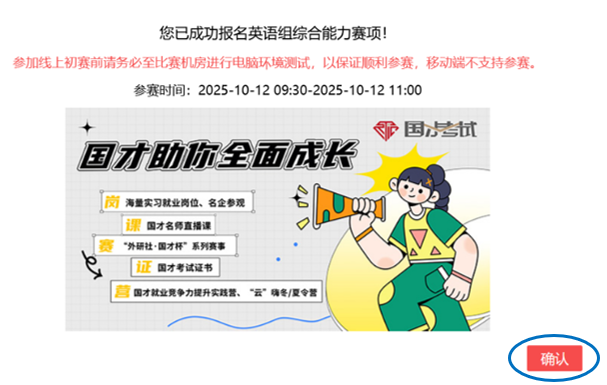 您已成功报名英语组综合能力赛项！
参加线上初赛前请务必至比赛机房进行电脑环境测试，以保证顺利参赛，移动端不支持参赛。
参赛时间：2025-10-12 09:30-2025-10-12 11:00
国才考试
国才助你全面成长
岗 海量实习就业岗位、名企参观
课 国才名师直播课
赛 “外研社·国才杯”系列赛事
证 国才考试证书
营 国才就业竞争力提升实践营、“云”嗨冬/夏令营
确认